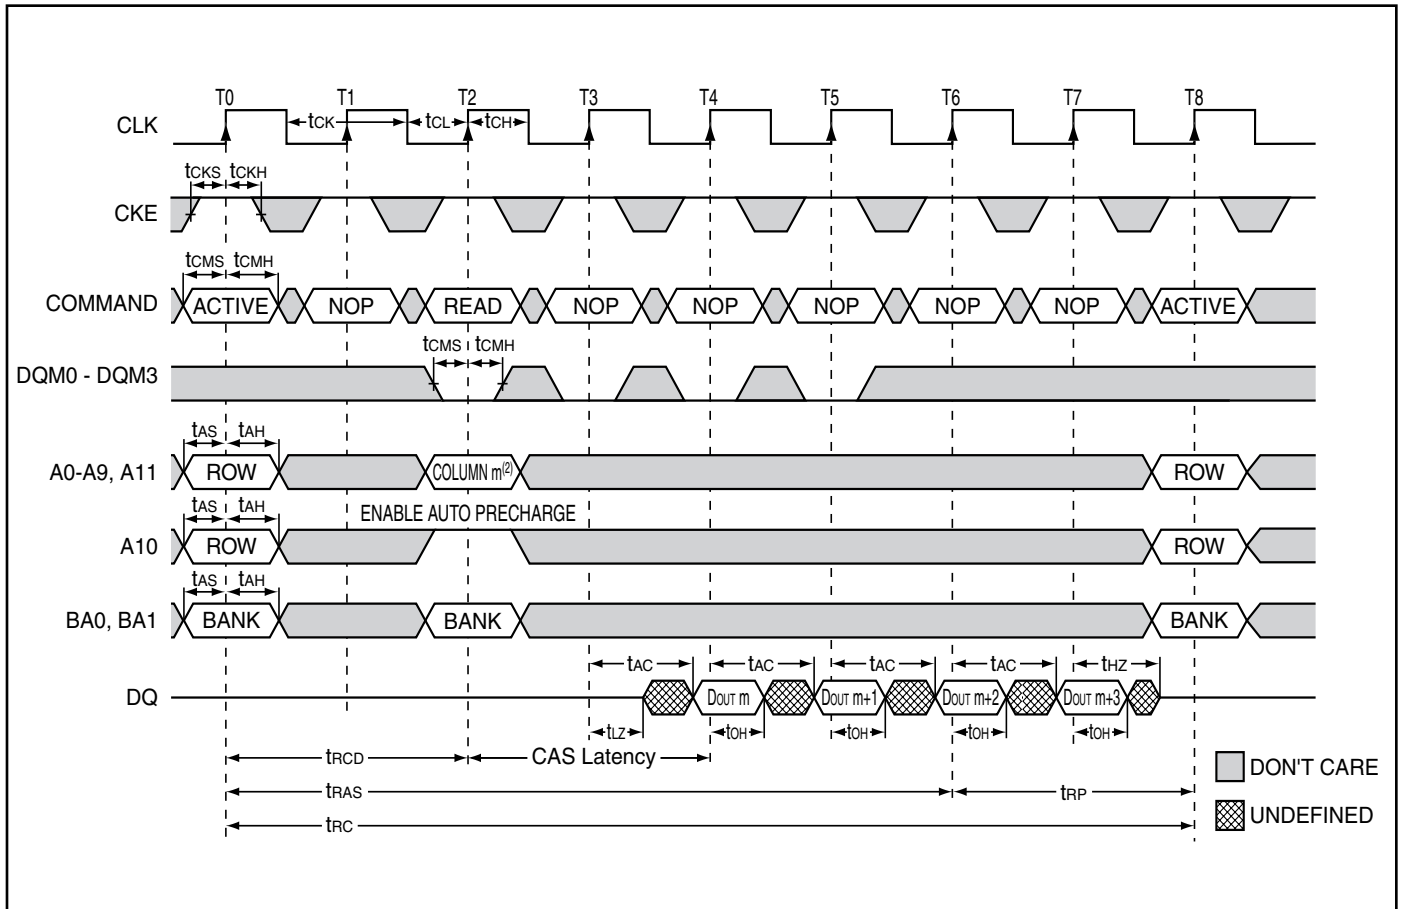 T0 T1 T2 T3 T4 T5 T6 T7 T8
CLK tCK tCL tCH
tCKS tCKH
CKE
tCMS tCMH
COMMAND ACTIVE NOP READ NOP NOP NOP NOP NOP ACTIVE
tCMS tCMH
DQM0 - DQM3
tAS tAH
A0-A9, A11 ROW COLUMN m(2) ROW
tAS tAH ENABLE AUTO PRECHARGE
A10 ROW ROW
tAS tAH
BA0, BA1 BANK BANK BANK
tAC tAC tAC tAC tHZ
DQ DOUT m DOUT m+1 DOUT m+2 DOUT m+3
tLZ tOH tOH tOH tOH
tRCD CAS Latency
DON'T CARE
tRAS tRP
UNDEFINED
tRC